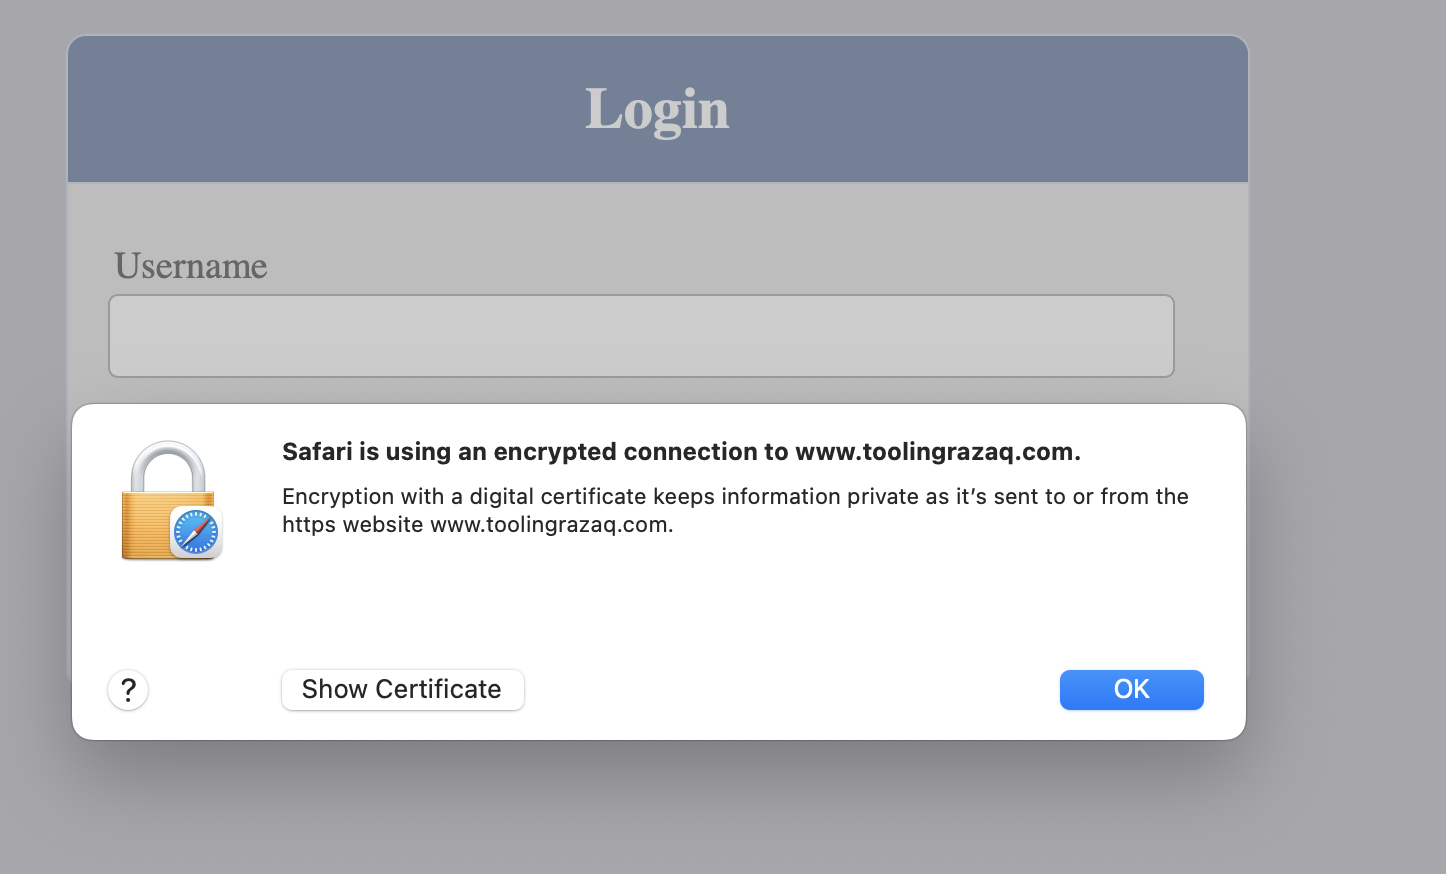 Login
Username
Safari is using an encrypted connection to www.toolingrazaq.com.
Encryption with a digital certificate keeps information private as it’s sent to or from the
https website www.toolingrazaq.com.
?
Show Certificate
OK